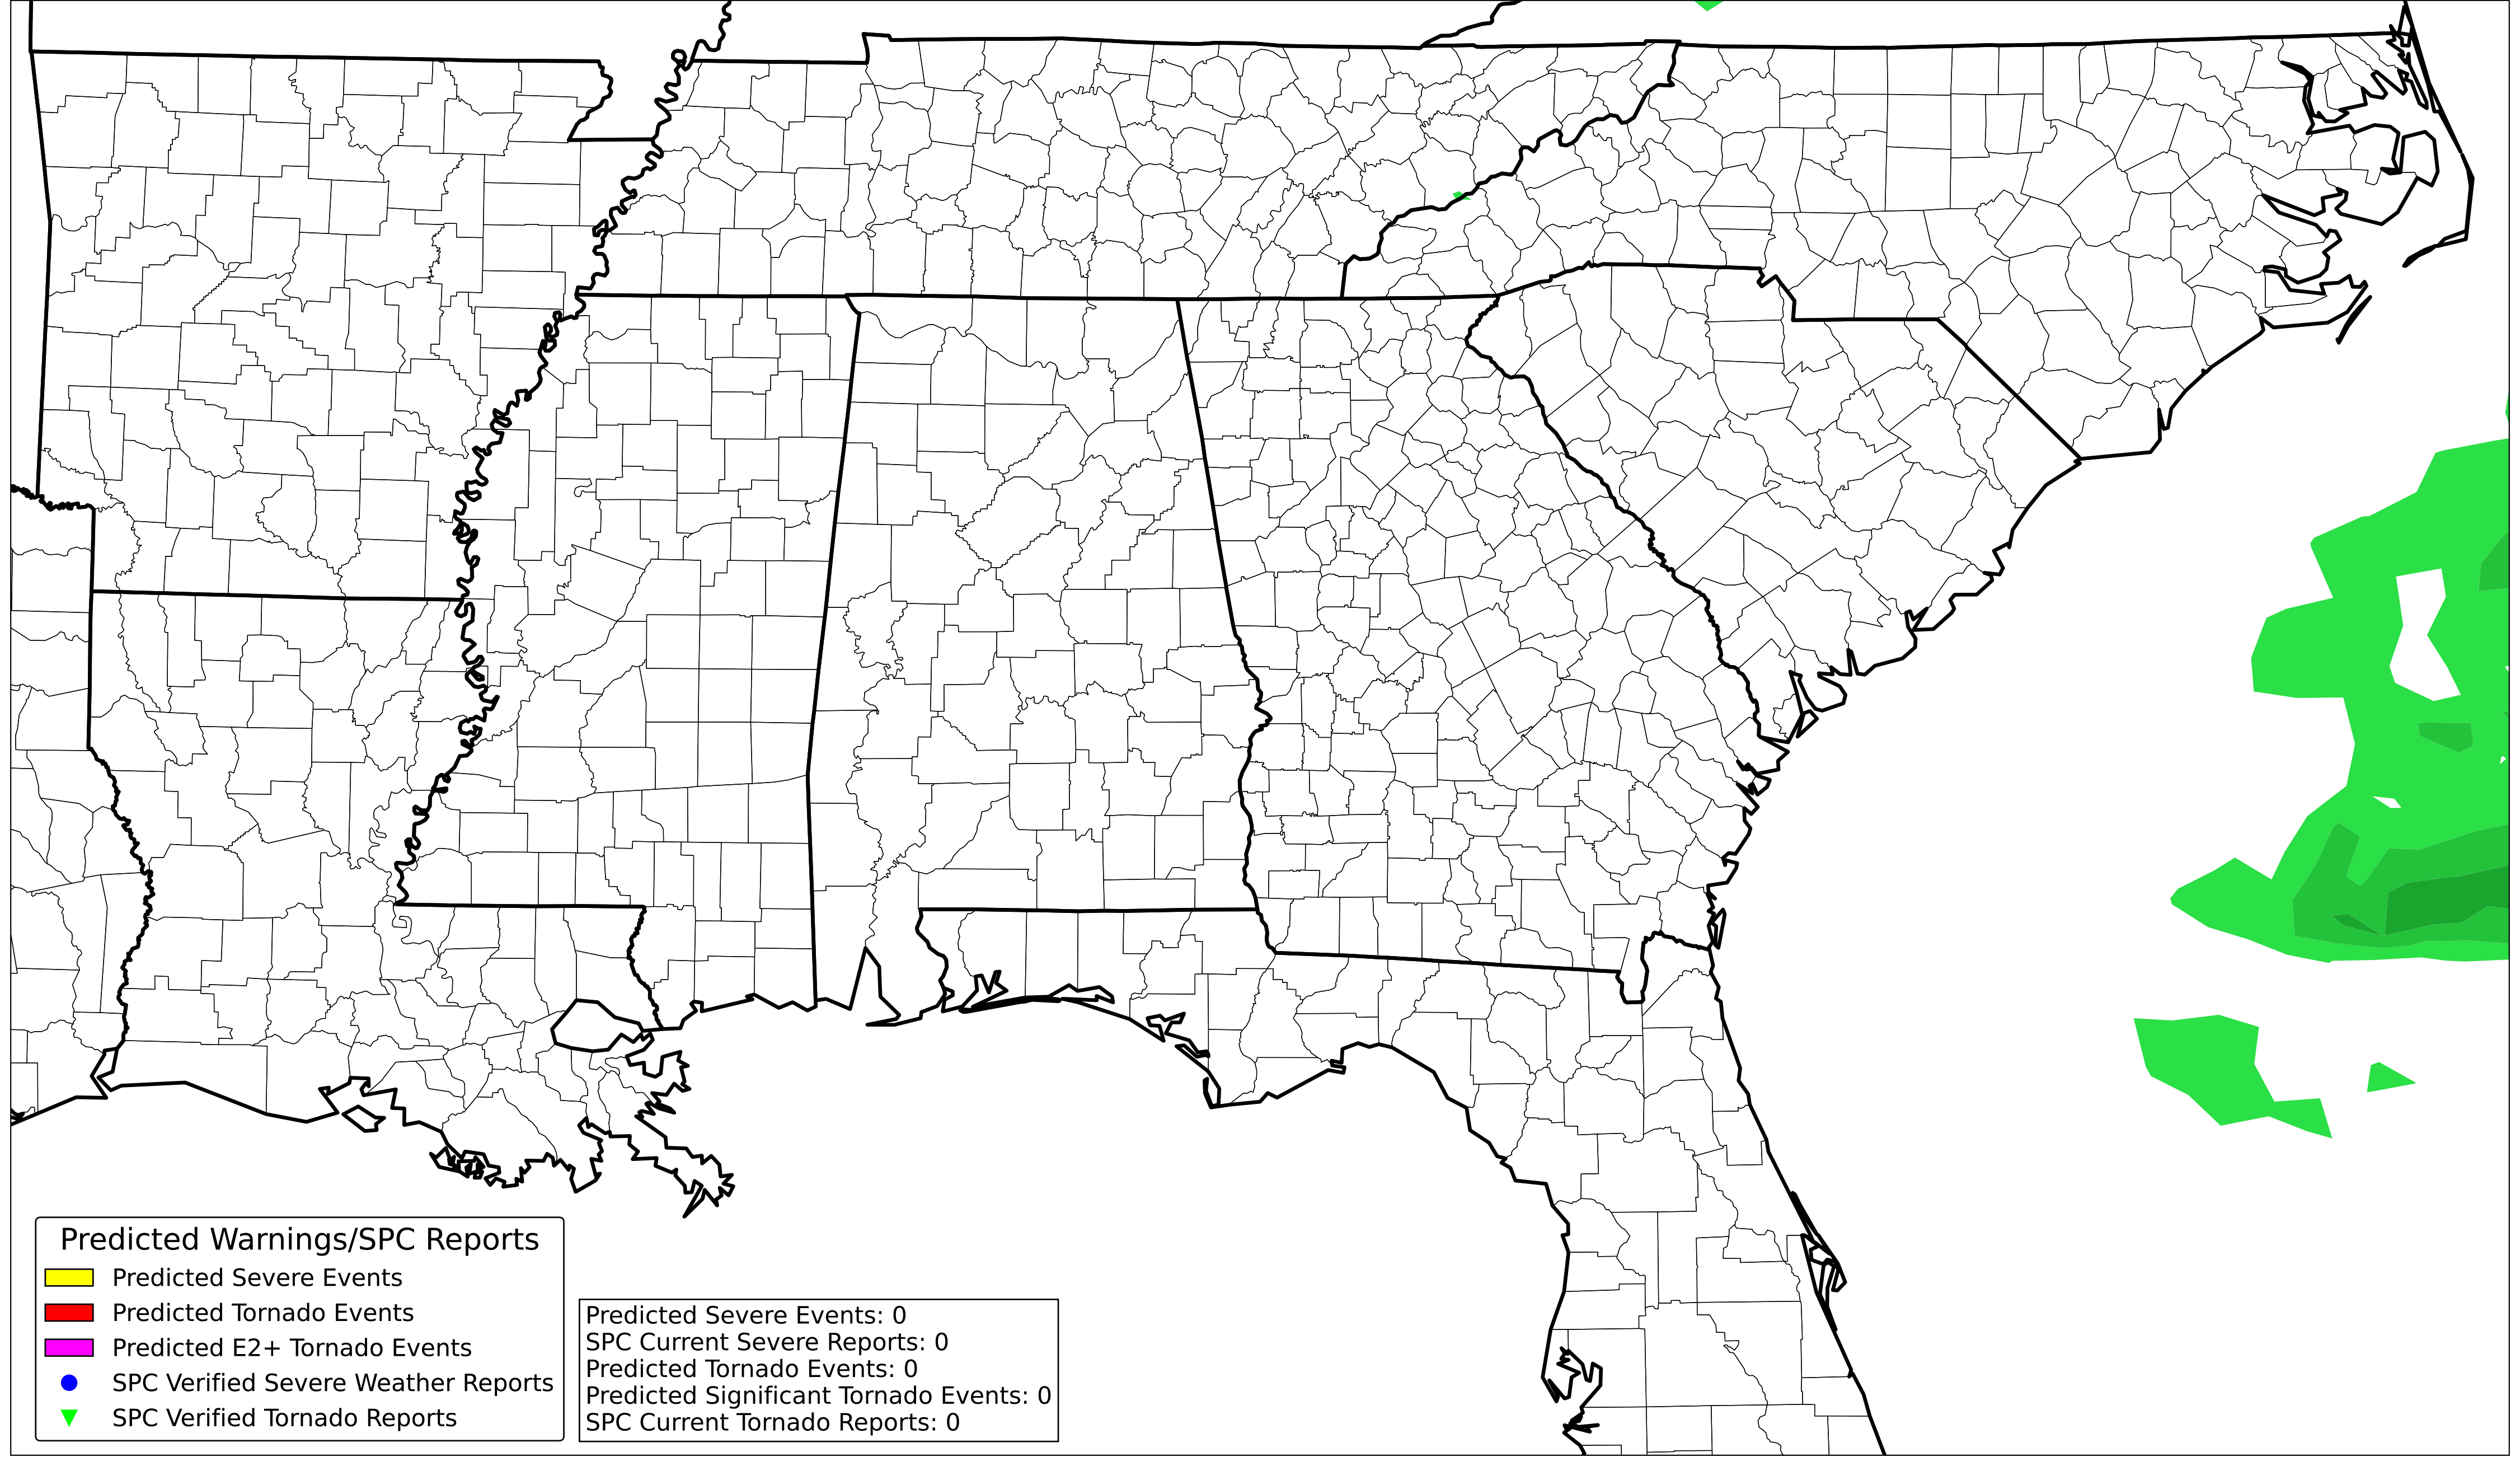 Predicted Warnings/SPC Reports
Predicted Severe Events
Predicted Tornado Events
Predicted E2+ Tornado Events
SPC Verified Severe Weather Reports
SPC Verified Tornado Reports
Predicted Severe Events: 0
SPC Current Severe Reports: 0
Predicted Tornado Events: 0
Predicted Significant Tornado Events: 0
SPC Current Tornado Reports: 0